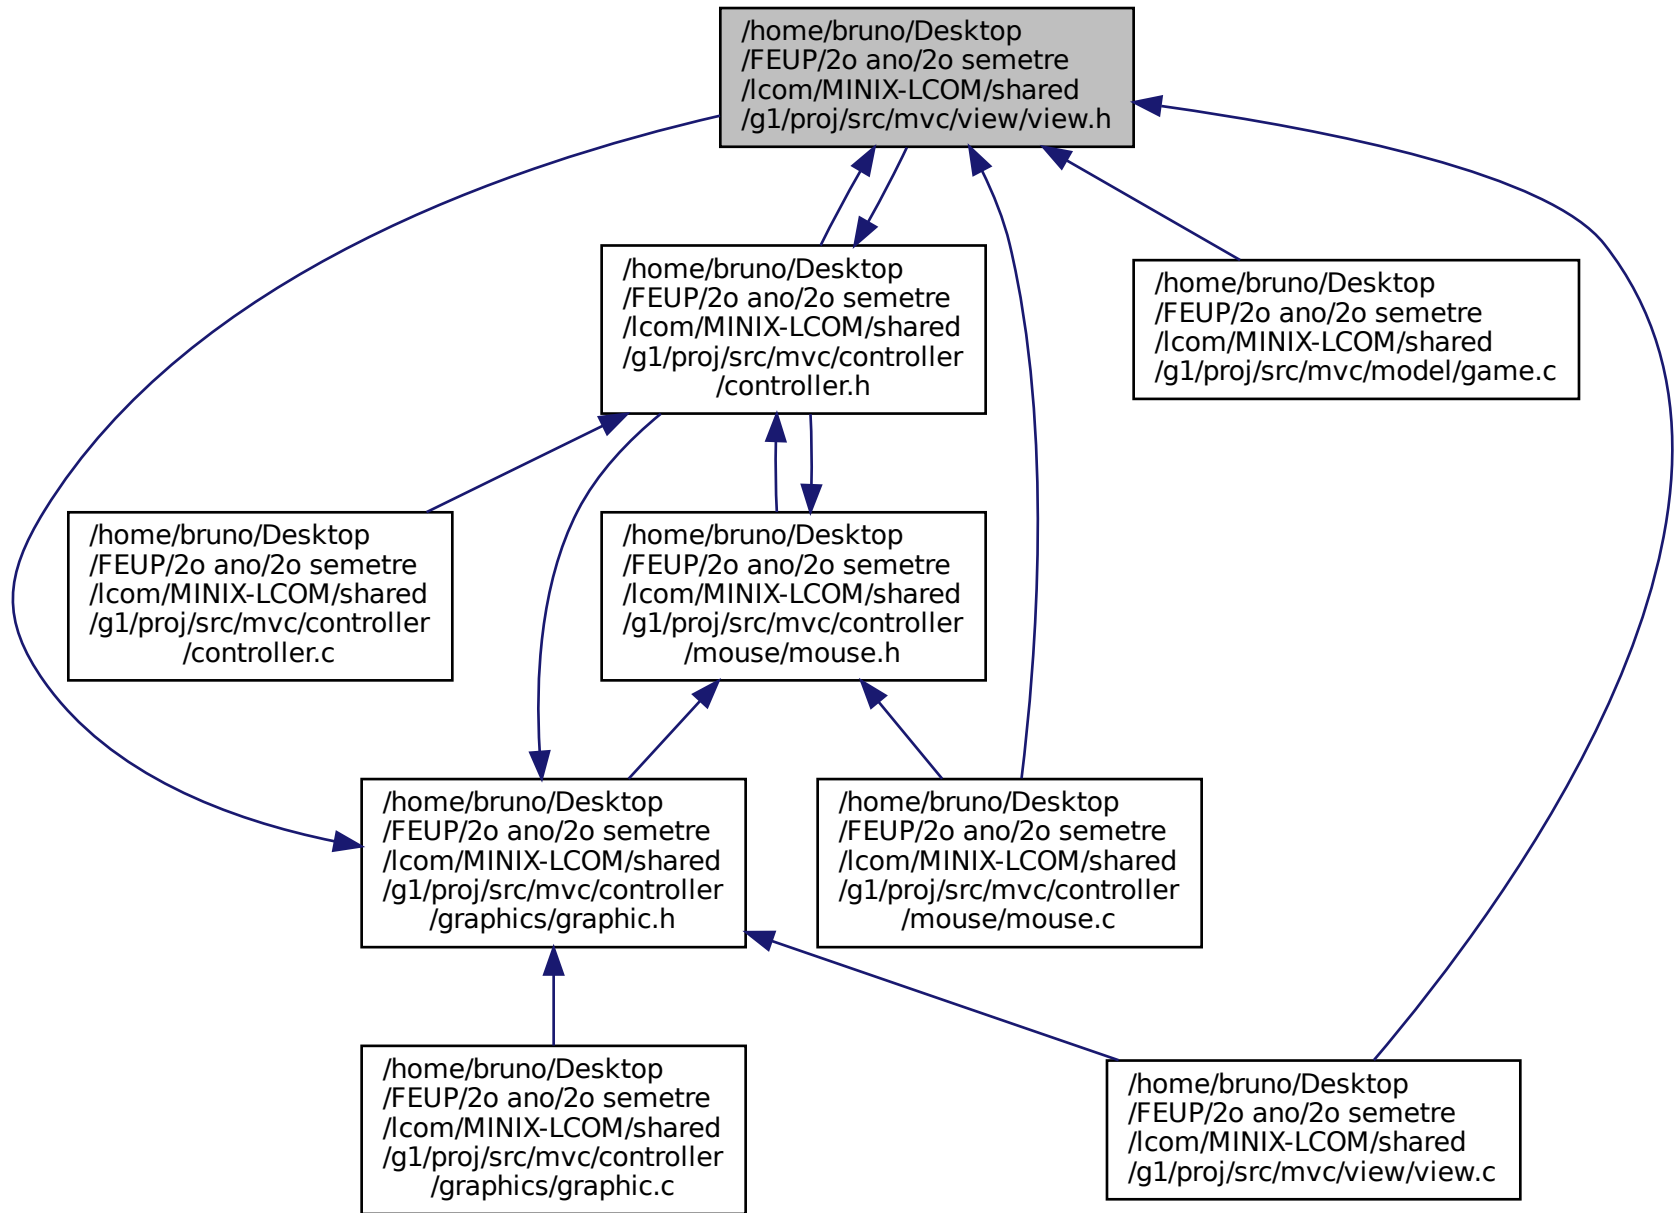 /home/bruno/Desktop
/FEUP/2o ano/2o semetre
/lcom/MINIX-LCOM/shared
/g1/proj/src/mvc/view/view.h
/home/bruno/Desktop
/FEUP/2o ano/2o semetre
/lcom/MINIX-LCOM/shared
/g1/proj/src/mvc/controller
/controller.h
/home/bruno/Desktop
/FEUP/2o ano/2o semetre
/lcom/MINIX-LCOM/shared
/g1/proj/src/mvc/model/game.c
/home/bruno/Desktop
/FEUP/2o ano/2o semetre
/lcom/MINIX-LCOM/shared
/g1/proj/src/mvc/controller
/controller.c
/home/bruno/Desktop
/FEUP/2o ano/2o semetre
/lcom/MINIX-LCOM/shared
/g1/proj/src/mvc/controller
/mouse/mouse.h
/home/bruno/Desktop
/FEUP/2o ano/2o semetre
/lcom/MINIX-LCOM/shared
/g1/proj/src/mvc/controller
/graphics/graphic.h
/home/bruno/Desktop
/FEUP/2o ano/2o semetre
/lcom/MINIX-LCOM/shared
/g1/proj/src/mvc/controller
/mouse/mouse.c
/home/bruno/Desktop
/FEUP/2o ano/2o semetre
/lcom/MINIX-LCOM/shared
/g1/proj/src/mvc/controller
/graphics/graphic.c
/home/bruno/Desktop
/FEUP/2o ano/2o semetre
/lcom/MINIX-LCOM/shared
/g1/proj/src/mvc/view/view.c